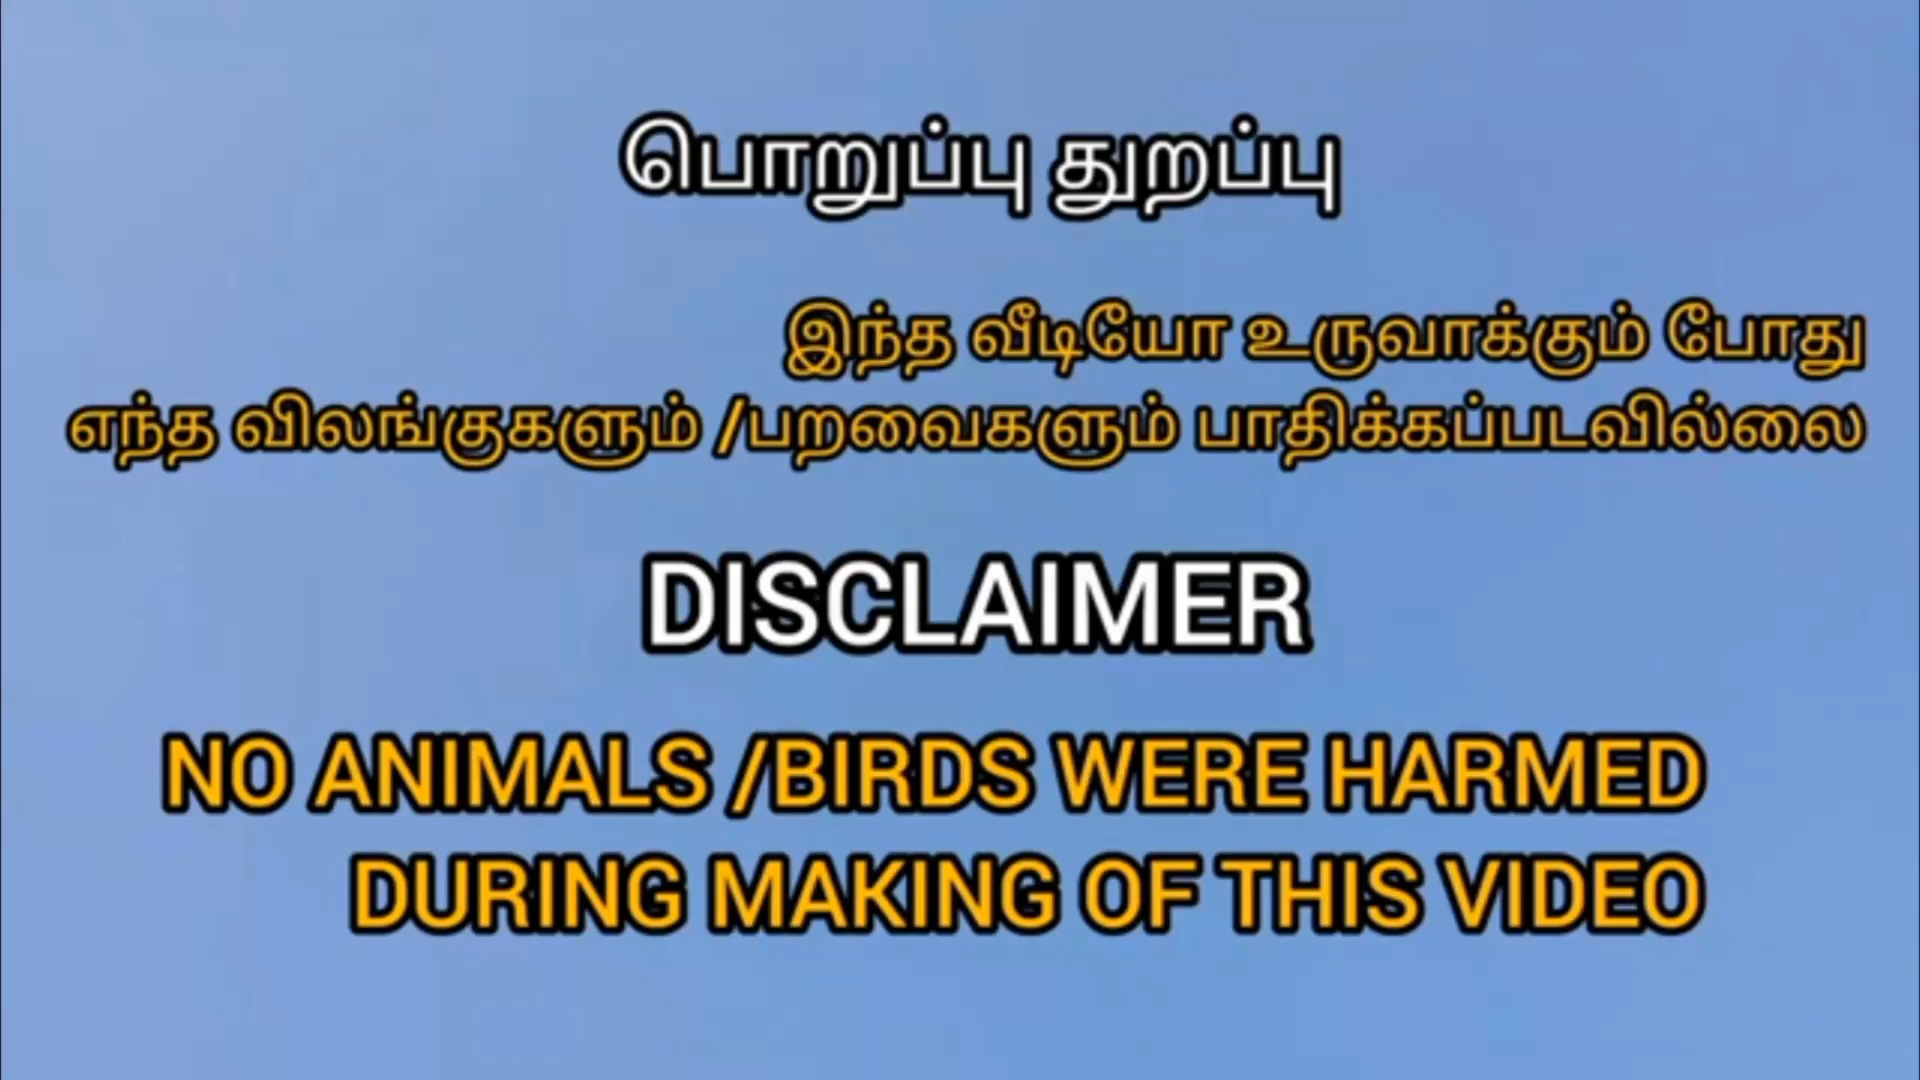 பொறுப்பு துறப்பு
இந்த வீடியோ உருவாக்கும் போது
எந்த விலங்குகளும் /பறவைகளும் பாதிக்கப்படவில்லை
DISCLAIMER
NO ANIMALS /BIRDS WERE HARMED
DURING MAKING OF THIS VIDEO